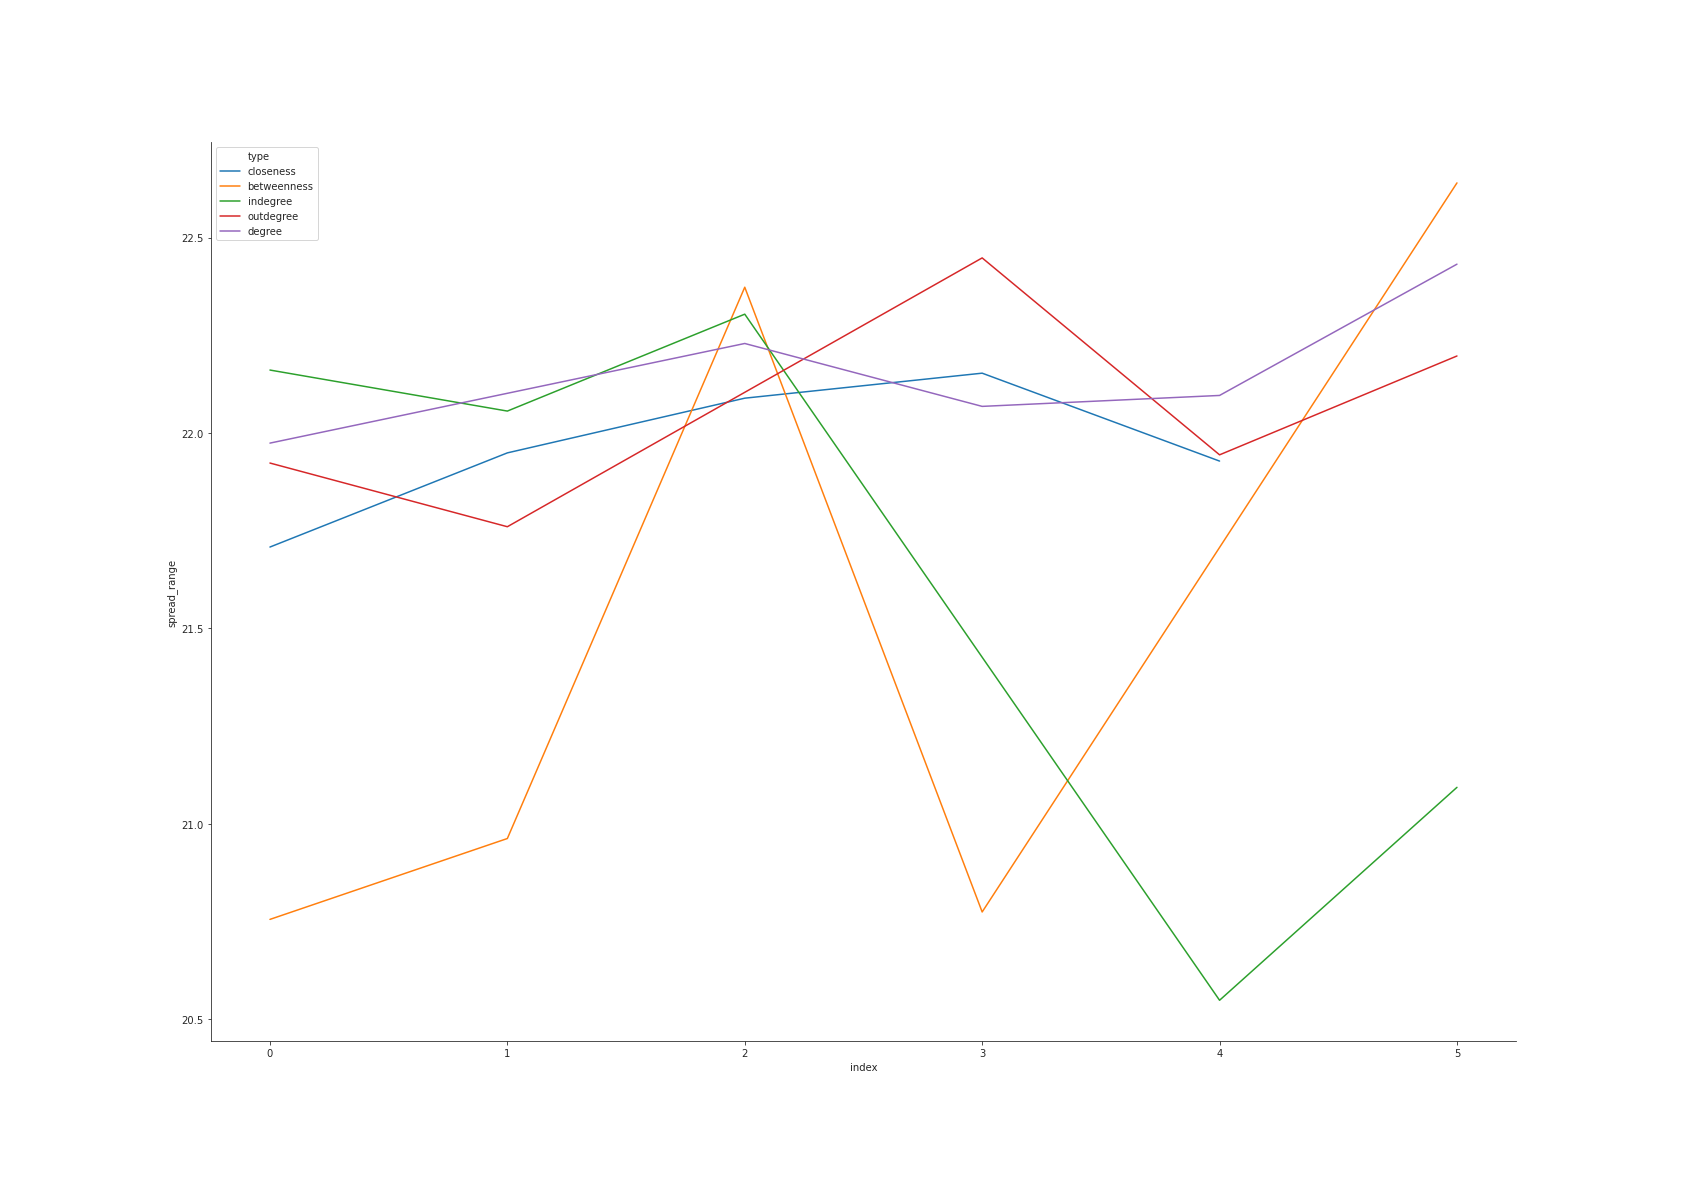 type
closeness
betweenness
indegree
outdegree
degree
22.5
22.0
21.5
21.0
20.5
spread_range
0 1 2 3 4 5
index